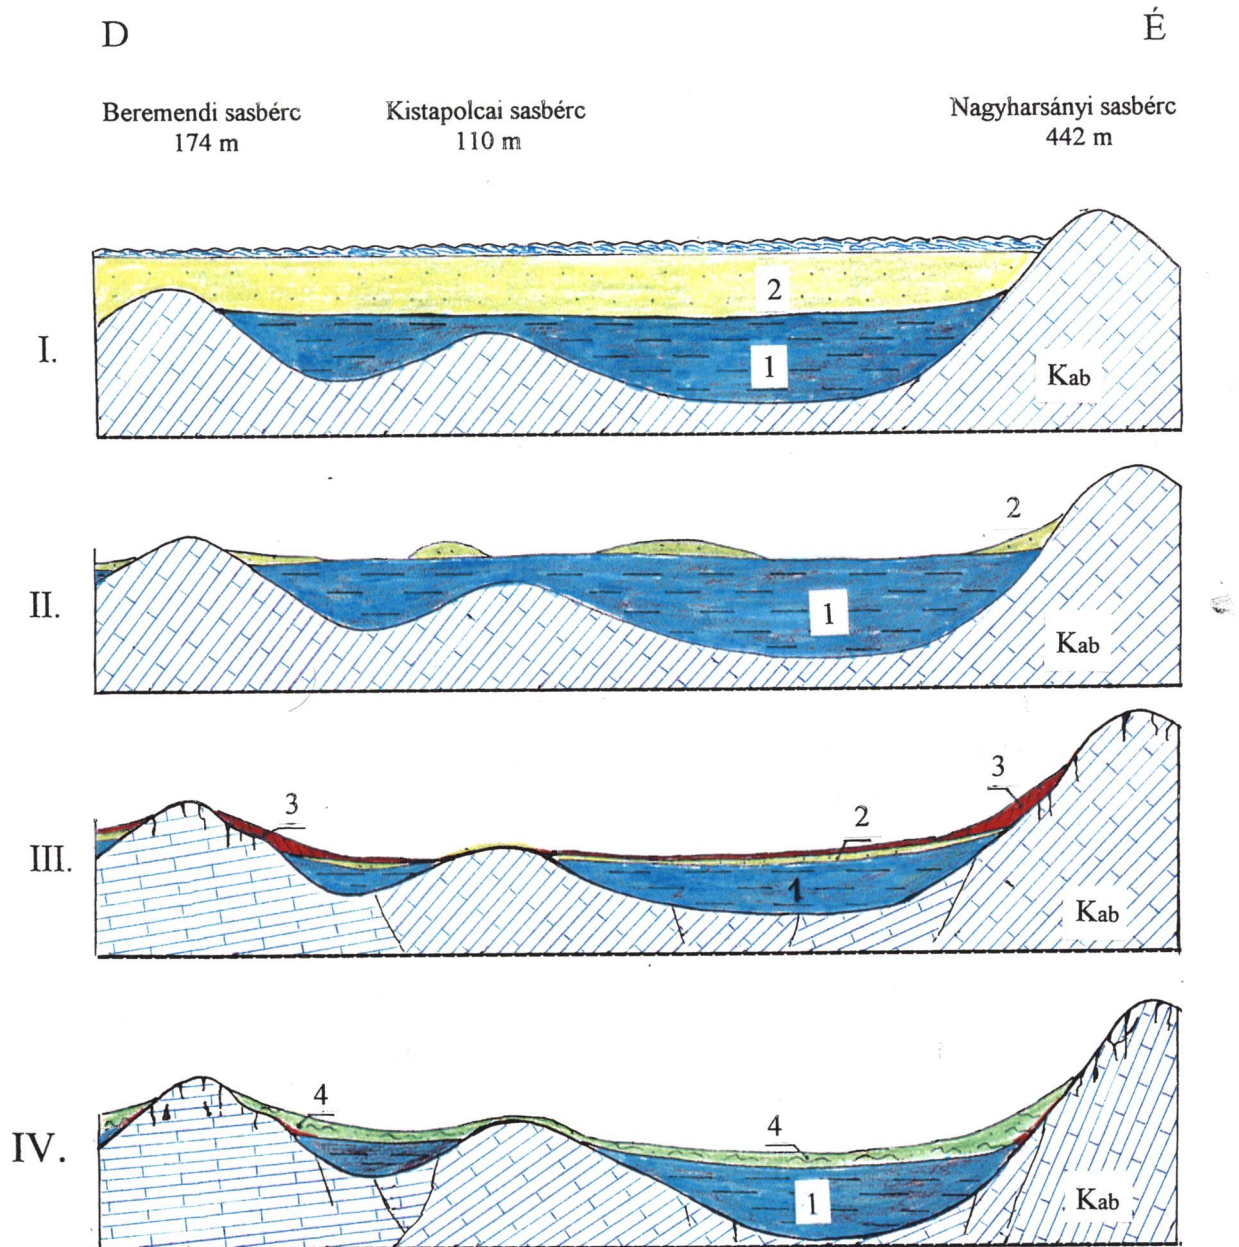 D É
Beremendi sasbérc Kistapolcai sasbérc Nagyharsányi sasbérc
174 m 110 m 442 m
I.
2
1
Kab
II.
2
1
Kab
III.
3
3
2
1
Kab
IV.
4
4
1
Kab